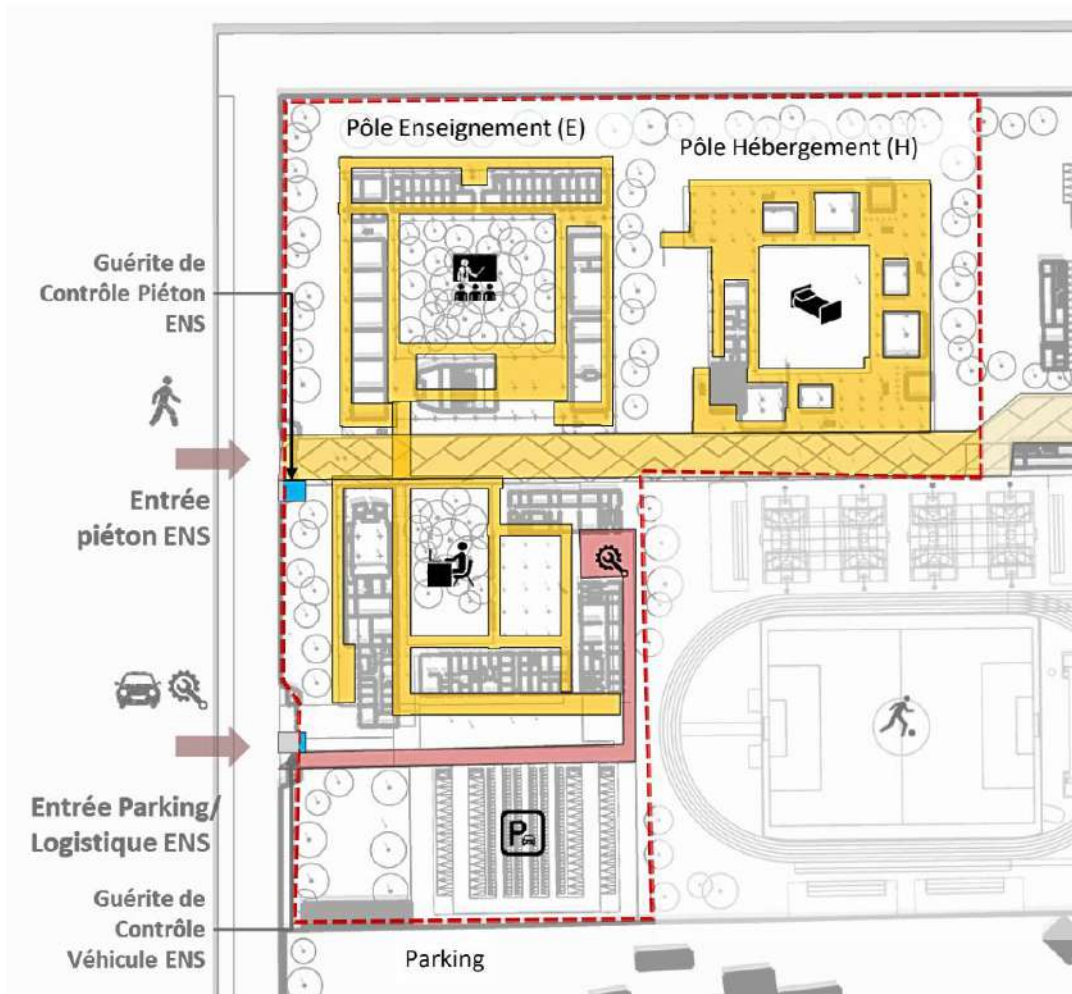 Pôle Enseignement (E)
Pôle Hébergement (H)
Guérite de
Contrôle Piéton
ENS
Entrée
piéton ENS
Entrée Parking/
Logistique ENS
P
Guérite de
Contrôle
Véhicule ENS
Parking